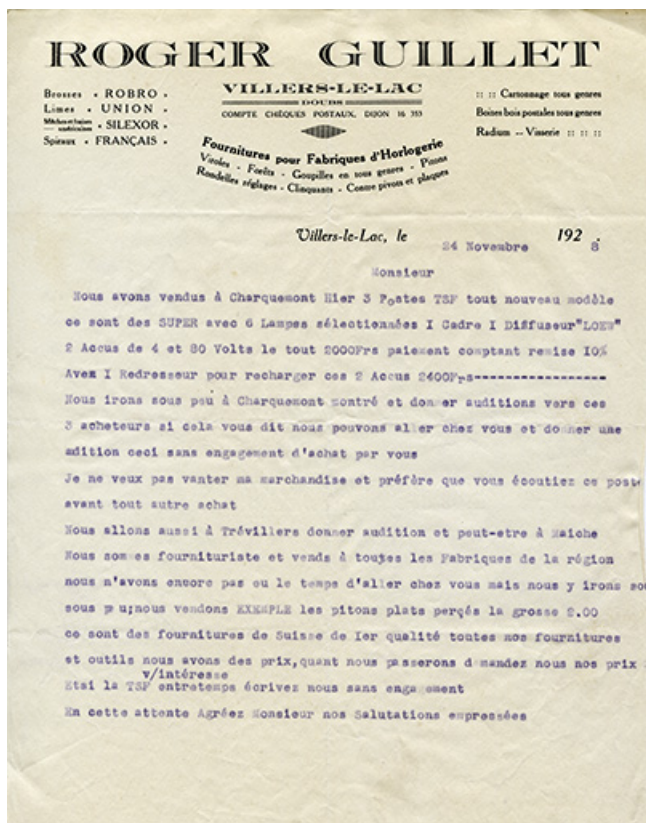 ROGER GUILLET
Brosses • ROBRO •
Limes • UNION •
• SILEXOR •
Spiraux • FRANÇAIS •
VILLERS-LE-LAC
DOUBS
COMPTE CHÈQUES POSTAUX, DIJON 16 353
:: :: Cartonnage tous genres
Boites bois postales tous genres
Radium -- Visserie :: :: ::
Fournitures pour Fabriques d'Horlogerie
Viroles - Forêts - Goupilles en tous genres - Pitons
Rondelles réglages - Clinquants - Contre pivots et plaques
Villers-le-Lac, le 24 Novembre 192 8.
Monsieur
Nous avons vendus à Charquemont Hier 3 Postes TSF tout nouveau modèle
ce sont des SUPER avec 6 Lampes sélectionnées I Cadre I Diffuseur"LOEW"
2 Accus de 4 et 80 Volts le tout 2000Frs paiement comptant remise I0%
Avec I Redresseur pour recharger ces 2 Accus 2400Frs-----------------
Nous irons sous peu à Charquemont montré et donner auditions vers ces
3 acheteurs si cela vous dit nous pouvons aller chez vous et donner une
adition ceci sans engagement d'achat par vous
Je ne veux pas vanter ma marchandise et préfère que vous écoutiez ce poste
avant tout autre achat
Nous allons aussi à Trévillers donner audition et peut-etre à Maiche
Nous sommes fournituriste et vends à toutes les Fabriques de la région
nous n'avons encore pas eu le temps d'aller chez vous mais nous y irons
sous peu;nous vendons EXEMPLE les pitons plats perçés la grosse 2.00
ce sont des fournitures de Suisse de Ier qualité toutes nos fournitures
et outils nous avons des prix,quant nous passerons demandez nous nos prix
v/intéresse
Etsi la TSF entretemps écrivez nous sans engagement
En cette attente Agréez Monsieur nos Salutations empressées